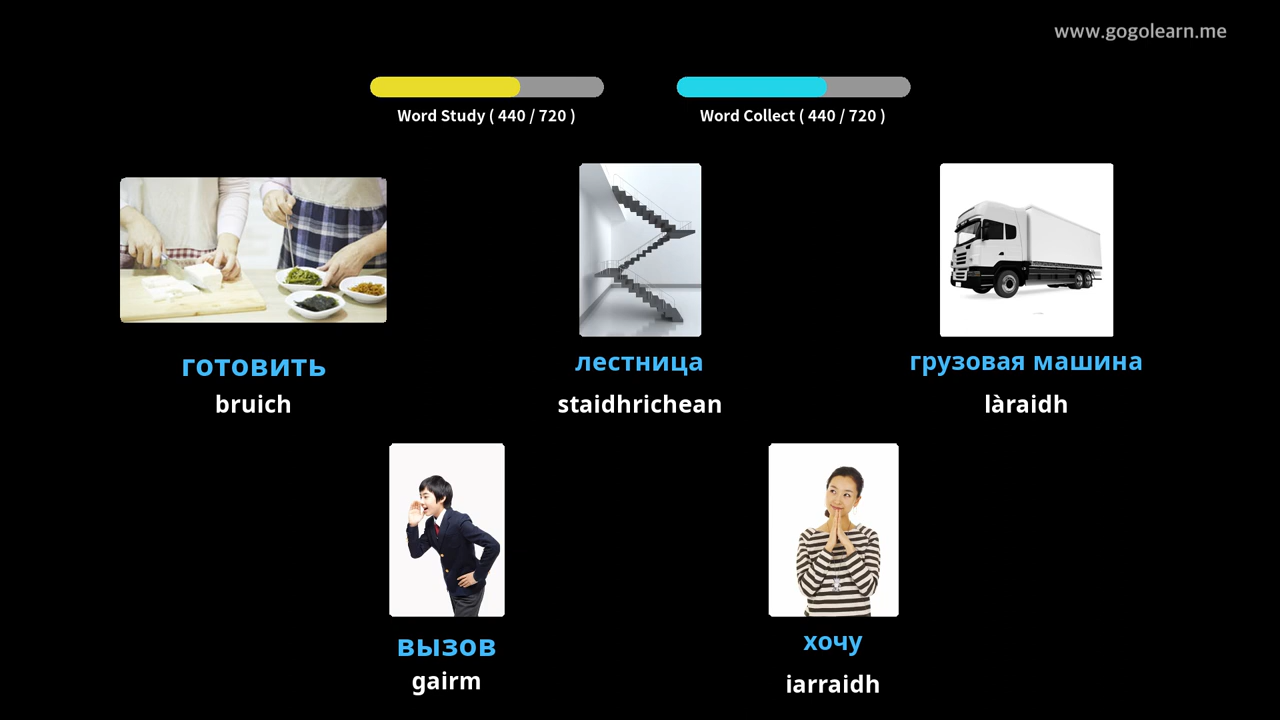 www.gogolearn.me
Word Study ( 440 / 720 )
Word Collect ( 440 / 720 )
готовить
bruich
лестница
staidhrichean
грузовая машина
làraidh
вызов
gairm
хочу
iarraidh